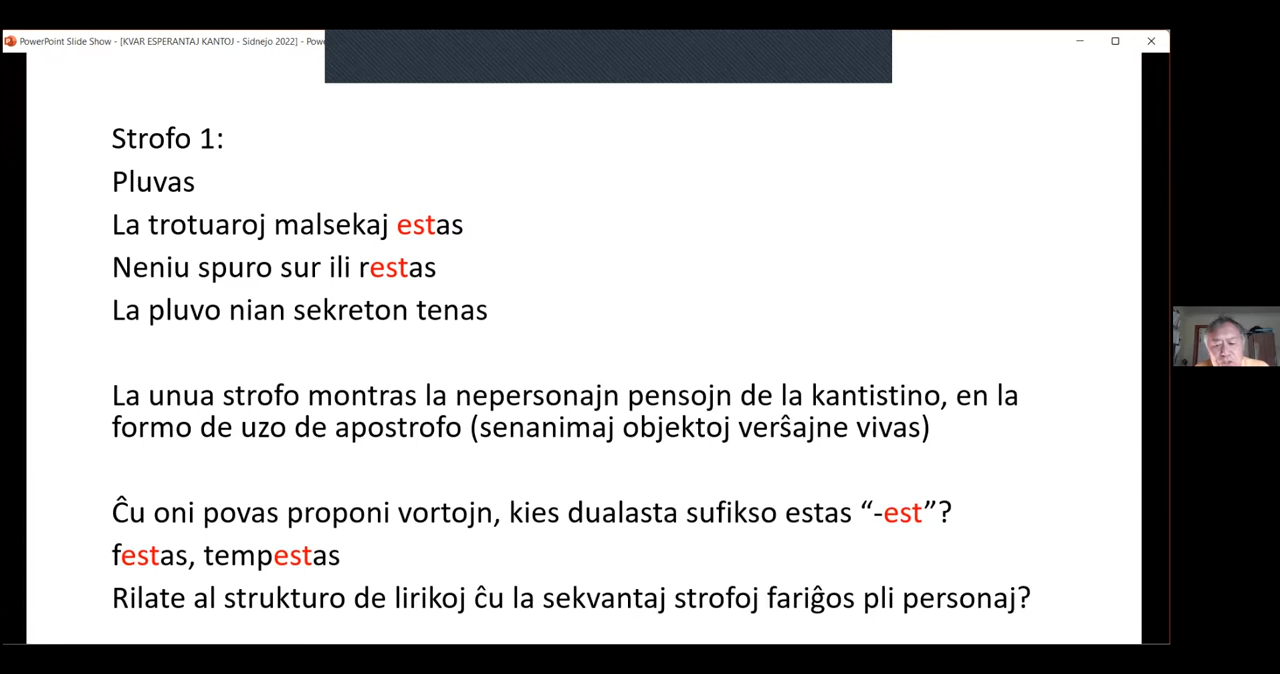 PowerPoint Slide Show - [KVAR ESPERANTAJ KANTOJ - Sidnejo 2022] - Pow
Strofo 1:
Pluvas
La trotuaroj malsekaj estas
Neniu spuro sur ili restas
La pluvo nian sekreton tenas
La unua strofo montras la nepersonajn pensojn de la kantistino, en la
formo de uzo de apostrofo (senanimaj objektoj verŝajne vivas)
Ĉu oni povas proponi vortojn, kies dualasta sufikso estas “-est”?
festas, tempestas
Rilate al strukturo de lirikoj ĉu la sekvantaj strofoj fariĝos pli personaj?